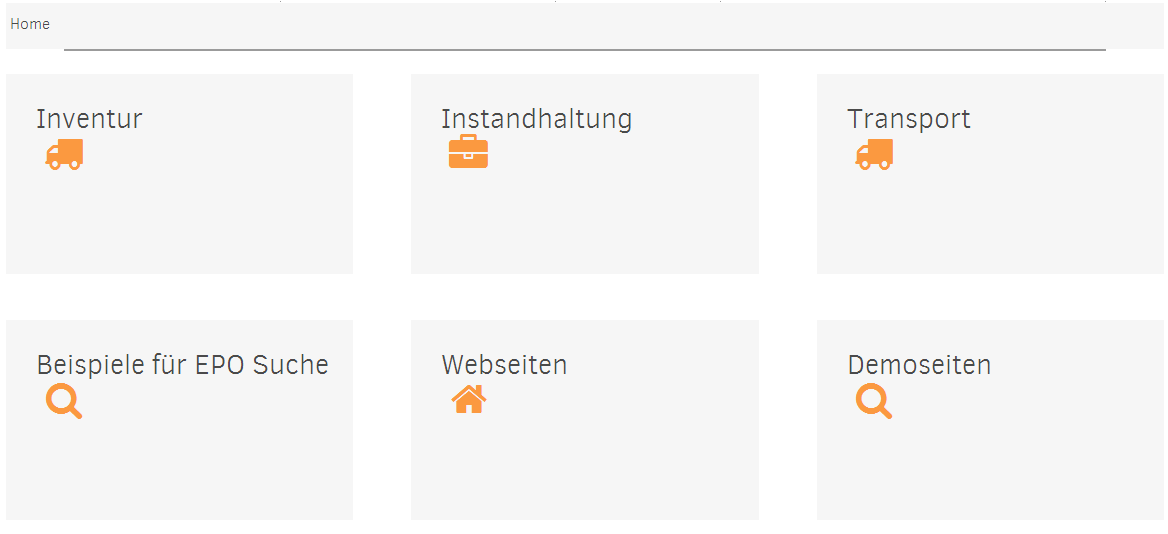 Home
Inventur
Instandhaltung
Transport
Beispiele für EPO Suche
Webseiten
Demoseiten